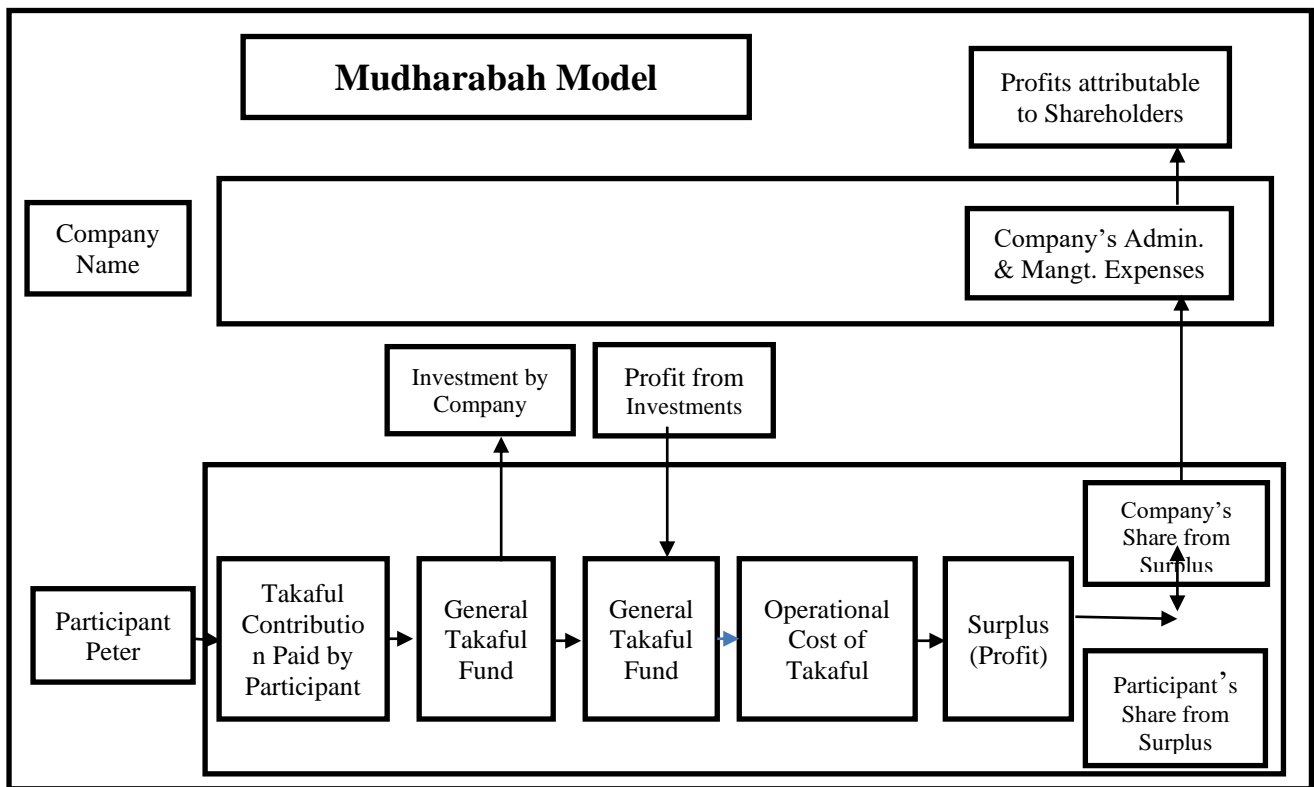 Mudharabah Model
Profits attributable
to Shareholders
Company
Name
Company’s Admin.
& Mangt. Expenses
Investment by
Company
Profit from
Investments
Company’s
Share from
Surplus
Participant
Peter
Takaful
Contributio
n Paid by
Participant
General
Takaful
Fund
General
Takaful
Fund
Operational
Cost of
Takaful
Surplus
(Profit)
Participant’s
Share from
Surplus